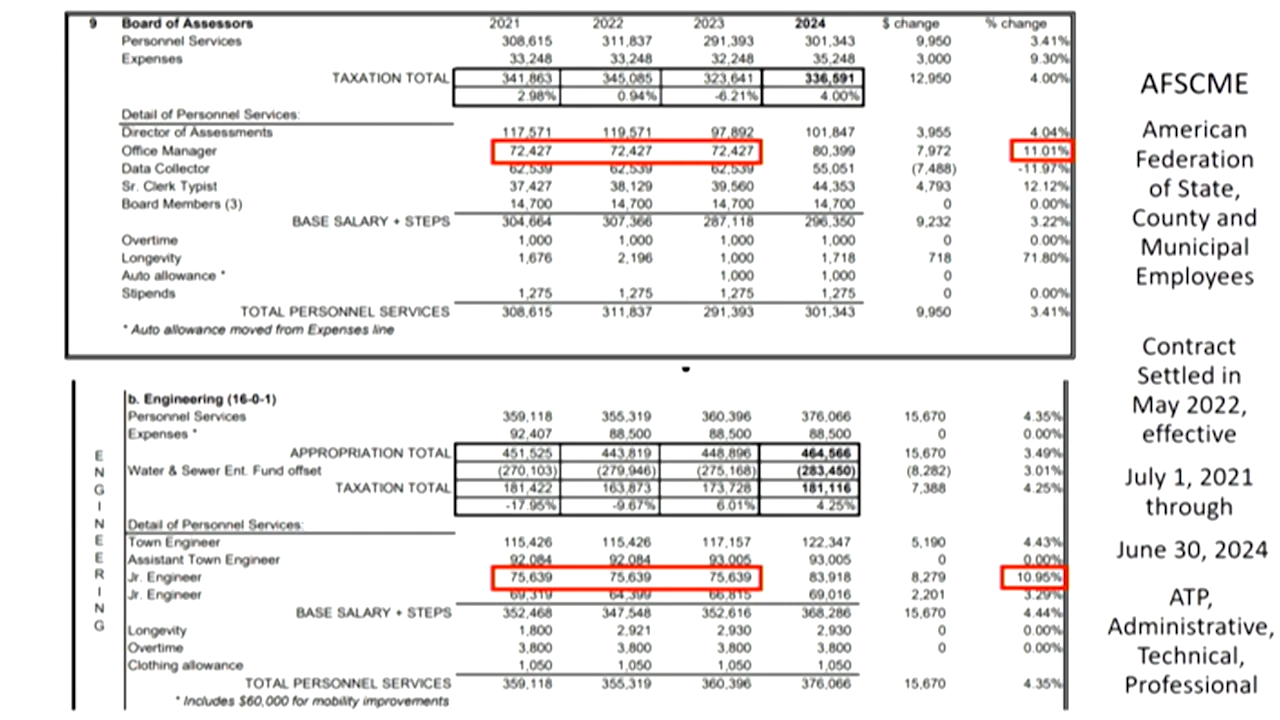 9 Board of Assessors 2021 2022 2023 2024 $ change % change
Personnel Services 308,615 311,837 291,393 301,343 9,950 3.41%
Expenses 33,248 33,248 32,248 35,248 3,000 9.30%
TAXATION TOTAL 341,863 345,085 323,641 336,591 12,950 4.00%
2.98% 0.94% -6.21% 4.00%
Detail of Personnel Services:
Director of Assessments 117,571 119,571 97,892 101,847 3,955 4.04%
Office Manager 72,427 72,427 72,427 80,399 7,972 11.01%
Data Collector 62,539 62,539 62,539 55,051 (7,488) -11.97%
Sr. Clerk Typist 37,427 38,129 39,560 44,353 4,793 12.12%
Board Members (3) 14,700 14,700 14,700 14,700 0 0.00%
BASE SALARY + STEPS 304,664 307,366 287,118 296,350 9,232 3.22%
Overtime 1,000 1,000 1,000 1,000 0 0.00%
Longevity 1,676 2,196 1,000 1,718 718 71.80%
Auto allowance * 1,000 1,000 0
Stipends 1,275 1,275 1,275 1,275 0 0.00%
TOTAL PERSONNEL SERVICES 308,615 311,837 291,393 301,343 9,950 3.41%
* Auto allowance moved from Expenses line
ENGINEERING
b. Engineering (16-0-1)
Personnel Services 359,118 355,319 360,396 376,066 15,670 4.35%
Expenses * 92,407 88,500 88,500 88,500 0 0.00%
APPROPRIATION TOTAL 451,525 443,819 448,896 464,566 15,670 3.49%
Water & Sewer Ent. Fund offset (270,103) (279,946) (275,168) (283,450) (8,282) 3.01%
TAXATION TOTAL 181,422 163,873 173,728 181,116 7,388 4.25%
-17.95% -9.67% 6.01% 4.25%
Detail of Personnel Services:
Town Engineer 115,426 115,426 117,157 122,347 5,190 4.43%
Assistant Town Engineer 92,084 92,084 93,005 93,005 0 0.00%
Jr. Engineer 75,639 75,639 75,639 83,918 8,279 10.95%
Jr. Engineer 69,319 64,399 66,815 69,016 2,201 3.29%
BASE SALARY + STEPS 352,468 347,548 352,616 368,286 15,670 4.44%
Longevity 1,800 2,921 2,930 2,930 0 0.00%
Overtime 3,800 3,800 3,800 3,800 0 0.00%
Clothing allowance 1,050 1,050 1,050 1,050
TOTAL PERSONNEL SERVICES 359,118 355,319 360,396 376,066 15,670 4.35%
* Includes $60,000 for mobility improvements
AFSCME
American
Federation
of State,
County and
Municipal
Employees
Contract
Settled in
May 2022,
effective
July 1, 2021
through
June 30, 2024
ATP,
Administrative,
Technical,
Professional